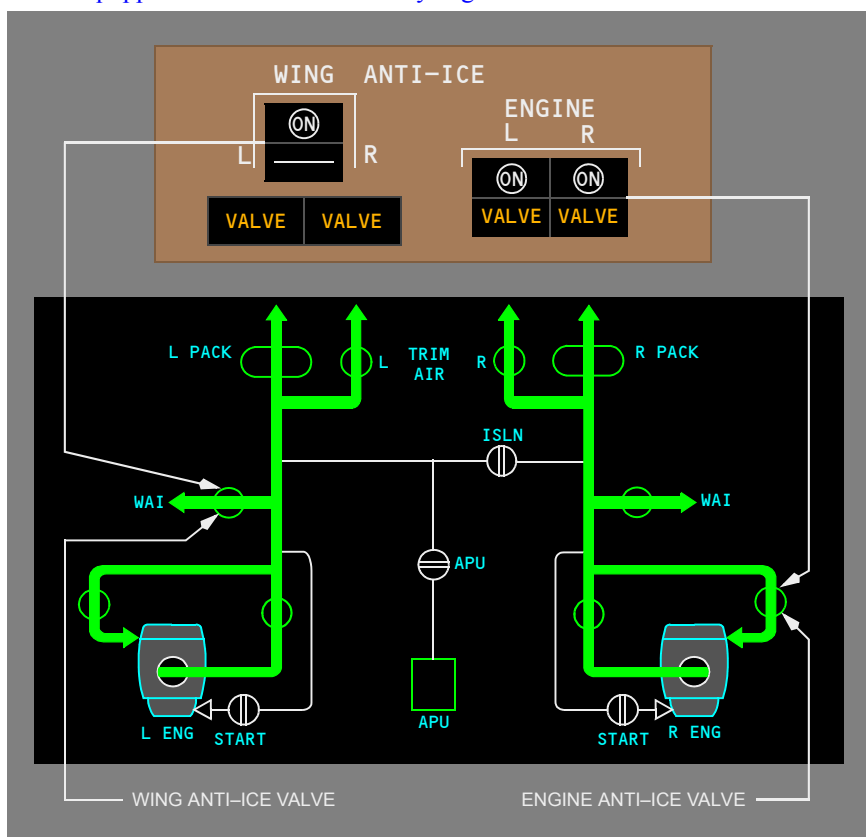 WING ANTI–ICE
ON
L R
VALVE VALVE
ENGINE
L R
ON ON
VALVE VALVE
L PACK
L
TRIM
AIR
R
R PACK
ISLN
WAI
WAI
APU
APU
L ENG
START
START
R ENG
WING ANTI–ICE VALVE
ENGINE ANTI–ICE VALVE